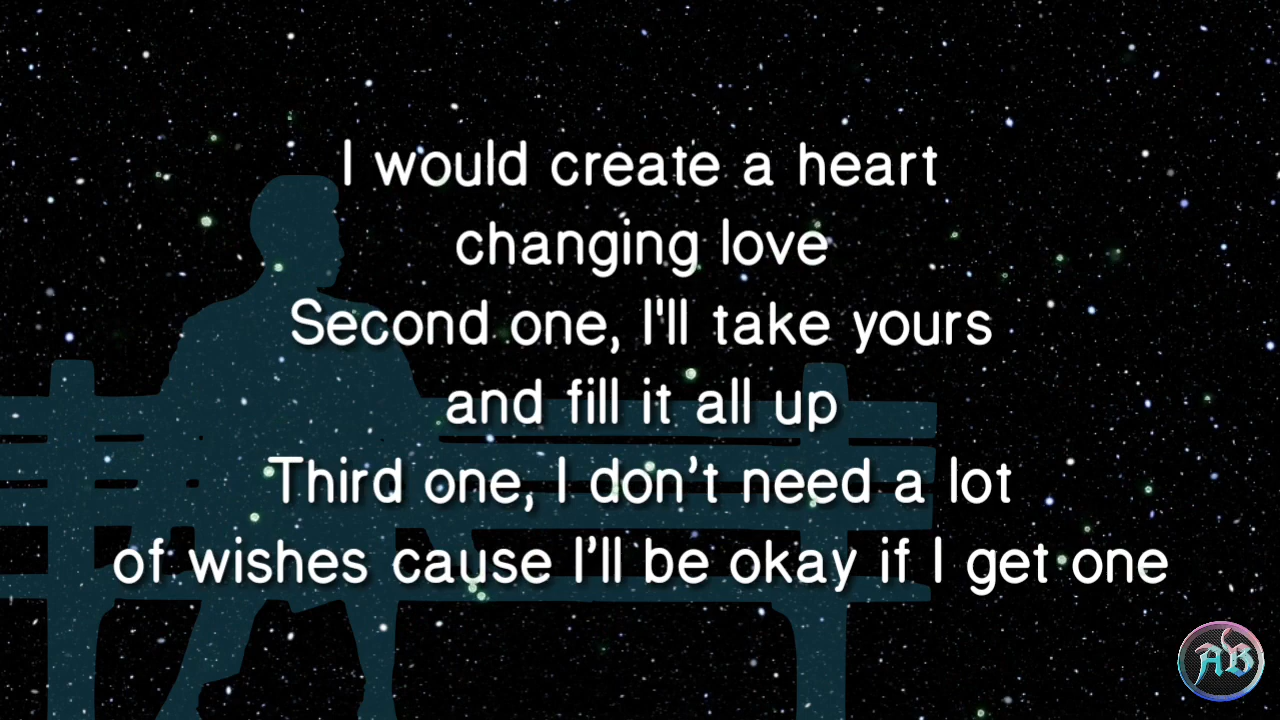 I would create a heart
changing love
Second one, I'll take yours
and fill it all up
Third one, I don’t need a lot
of wishes cause I’ll be okay if I get one
AB